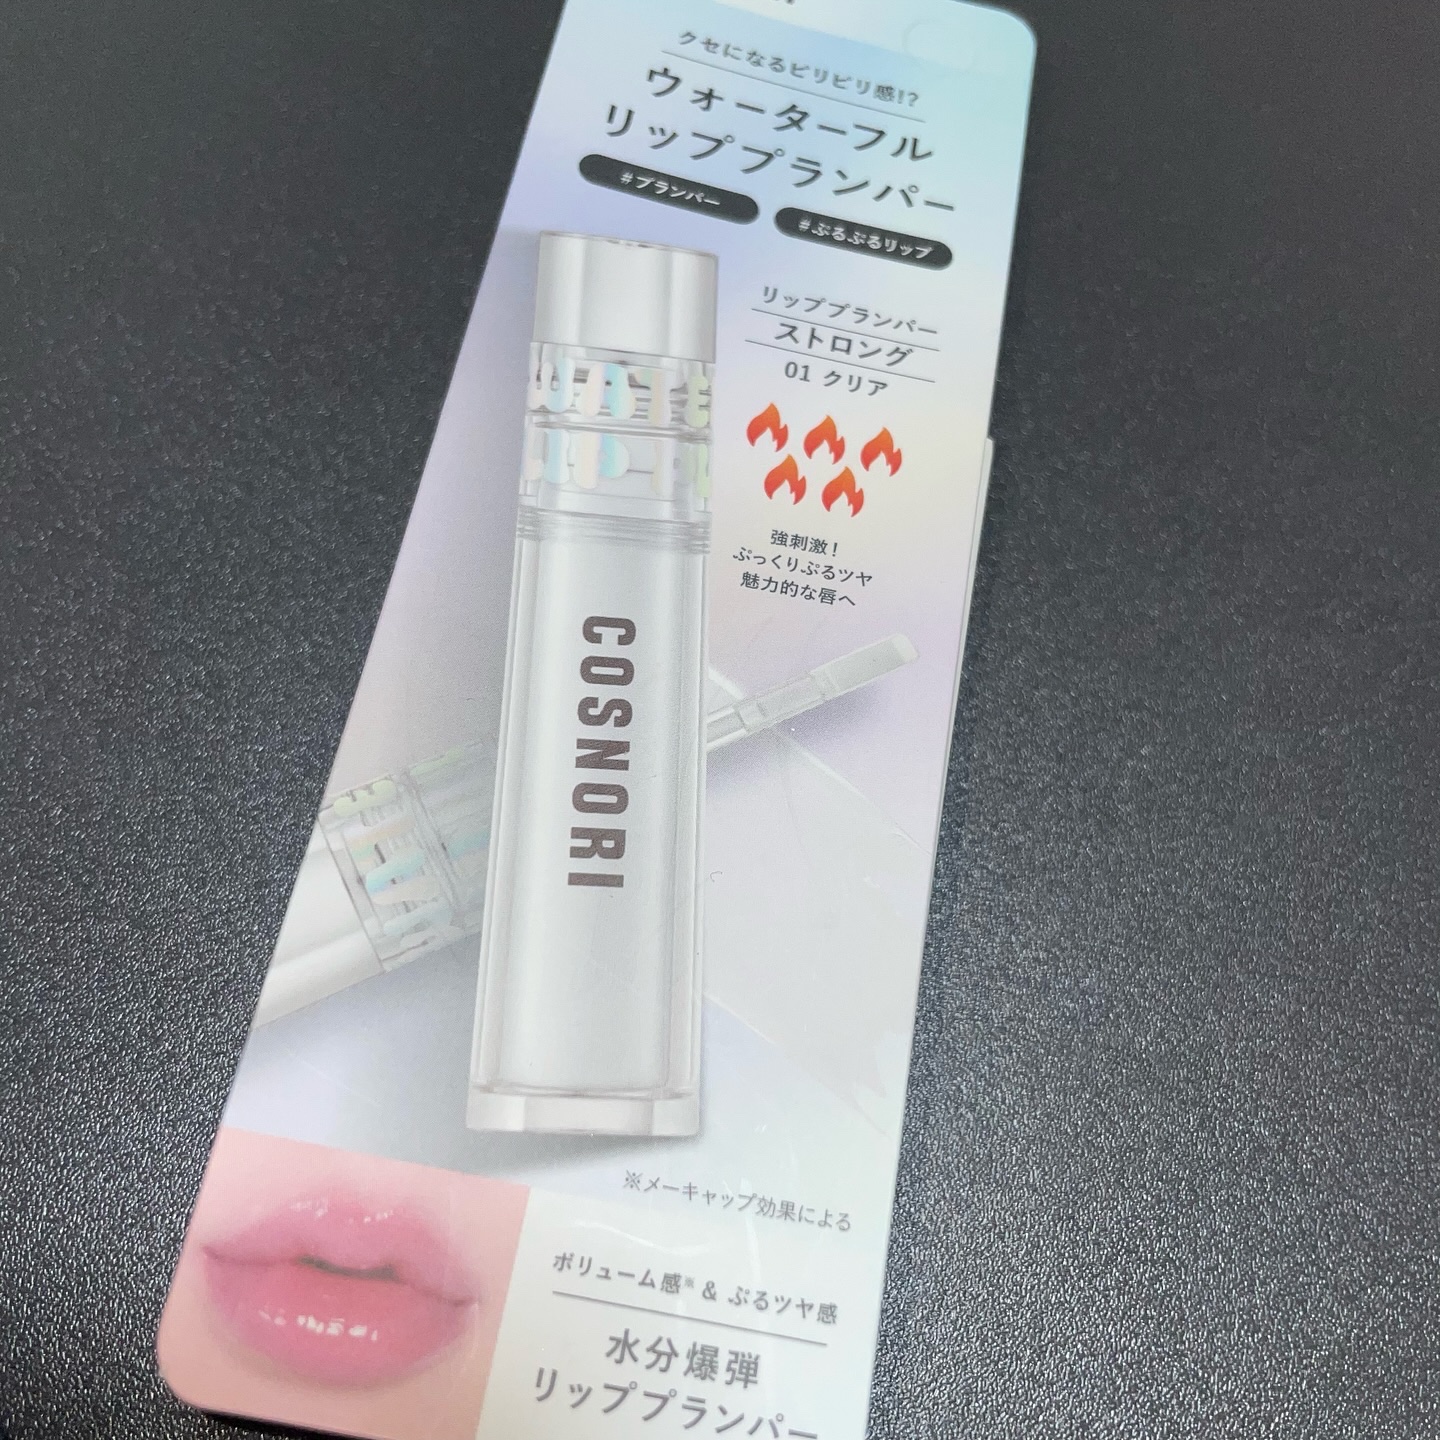 クセになるピリピリ感!?
ウォーターフル
リッププランパー
#プランパー
#ぷるぷるリップ
リッププランパー
ストロング
01 クリア
強刺激!
ぷっくりぷるツヤ
魅力的な唇へ
COSNORI
※メーキャップ効果による
ボリューム感※ & ぷるツヤ感
水分爆弾
リッププランパー